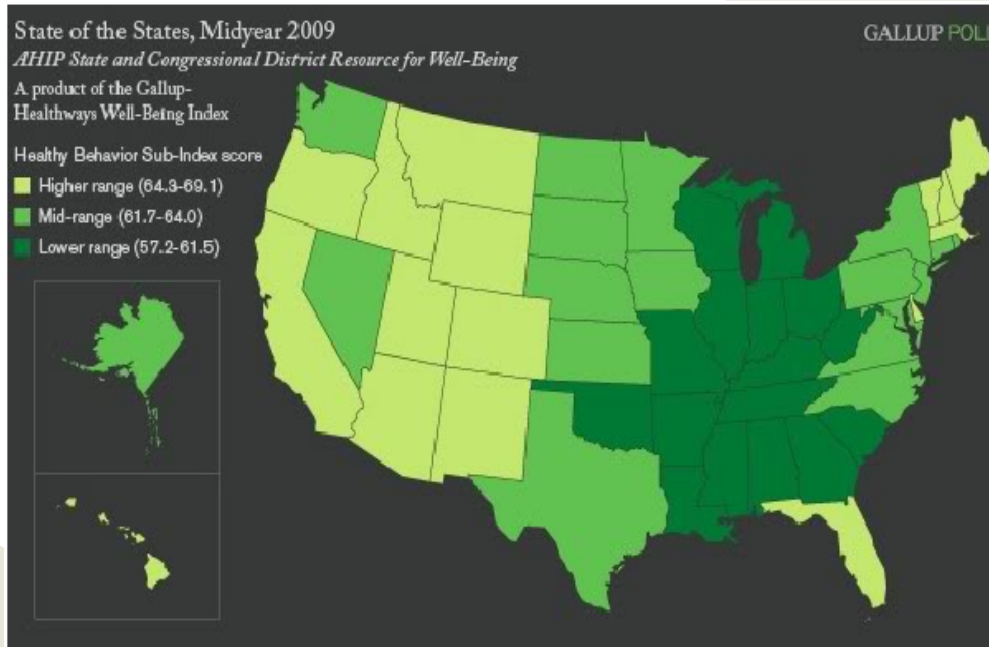 State of the States, Midyear 2009
AHIP State and Congressional District Resource for Well-Being
A product of the Gallup-
Healthways Well-Being Index
Healthy Behavior Sub-Index score
Higher range (64.3-69.1)
Mid-range (61.7-64.0)
Lower range (57.2-61.5)
GALLUP POLL